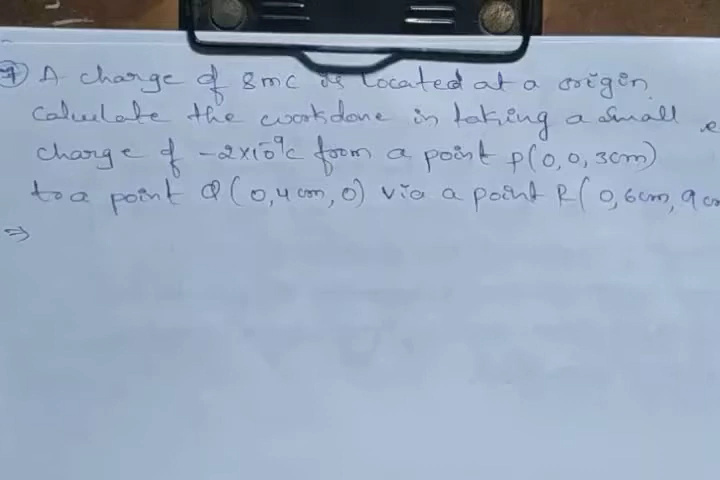 7) A charge of 8mc is located at a origin.
calculate the workdone in taking a small e
charge of -2×10⁻⁹c from a point P(0,0,3cm)
to a point Q(0,4cm,0) via a point R(0,6cm,9cm
⇒